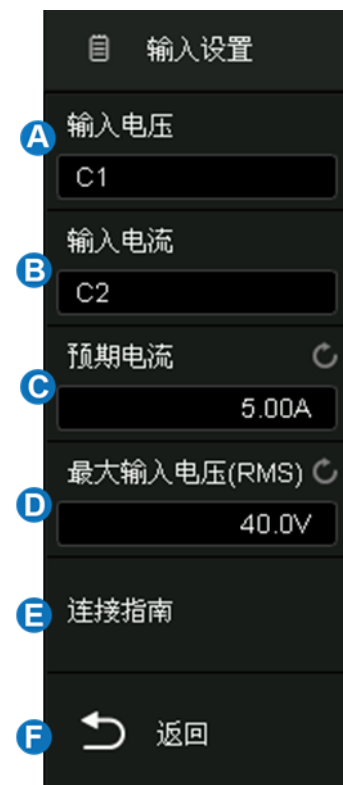 输入设置
A 输入电压
C1
B 输入电流
C2
C 预期电流
5.00A
D 最大输入电压(RMS)
40.0V
E 连接指南
F 返回